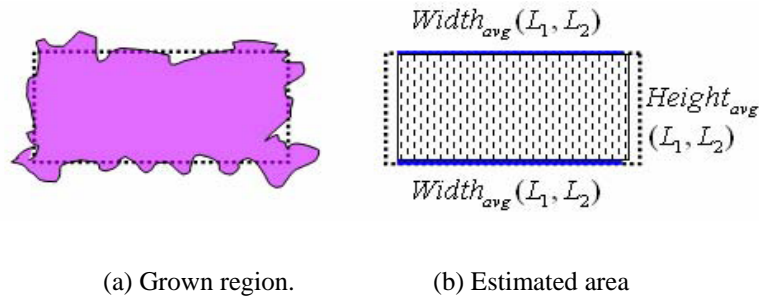 Width_avg(L_1, L_2)
Height_avg
(L_1, L_2)
Width_avg(L_1, L_2)
(a) Grown region. (b) Estimated area